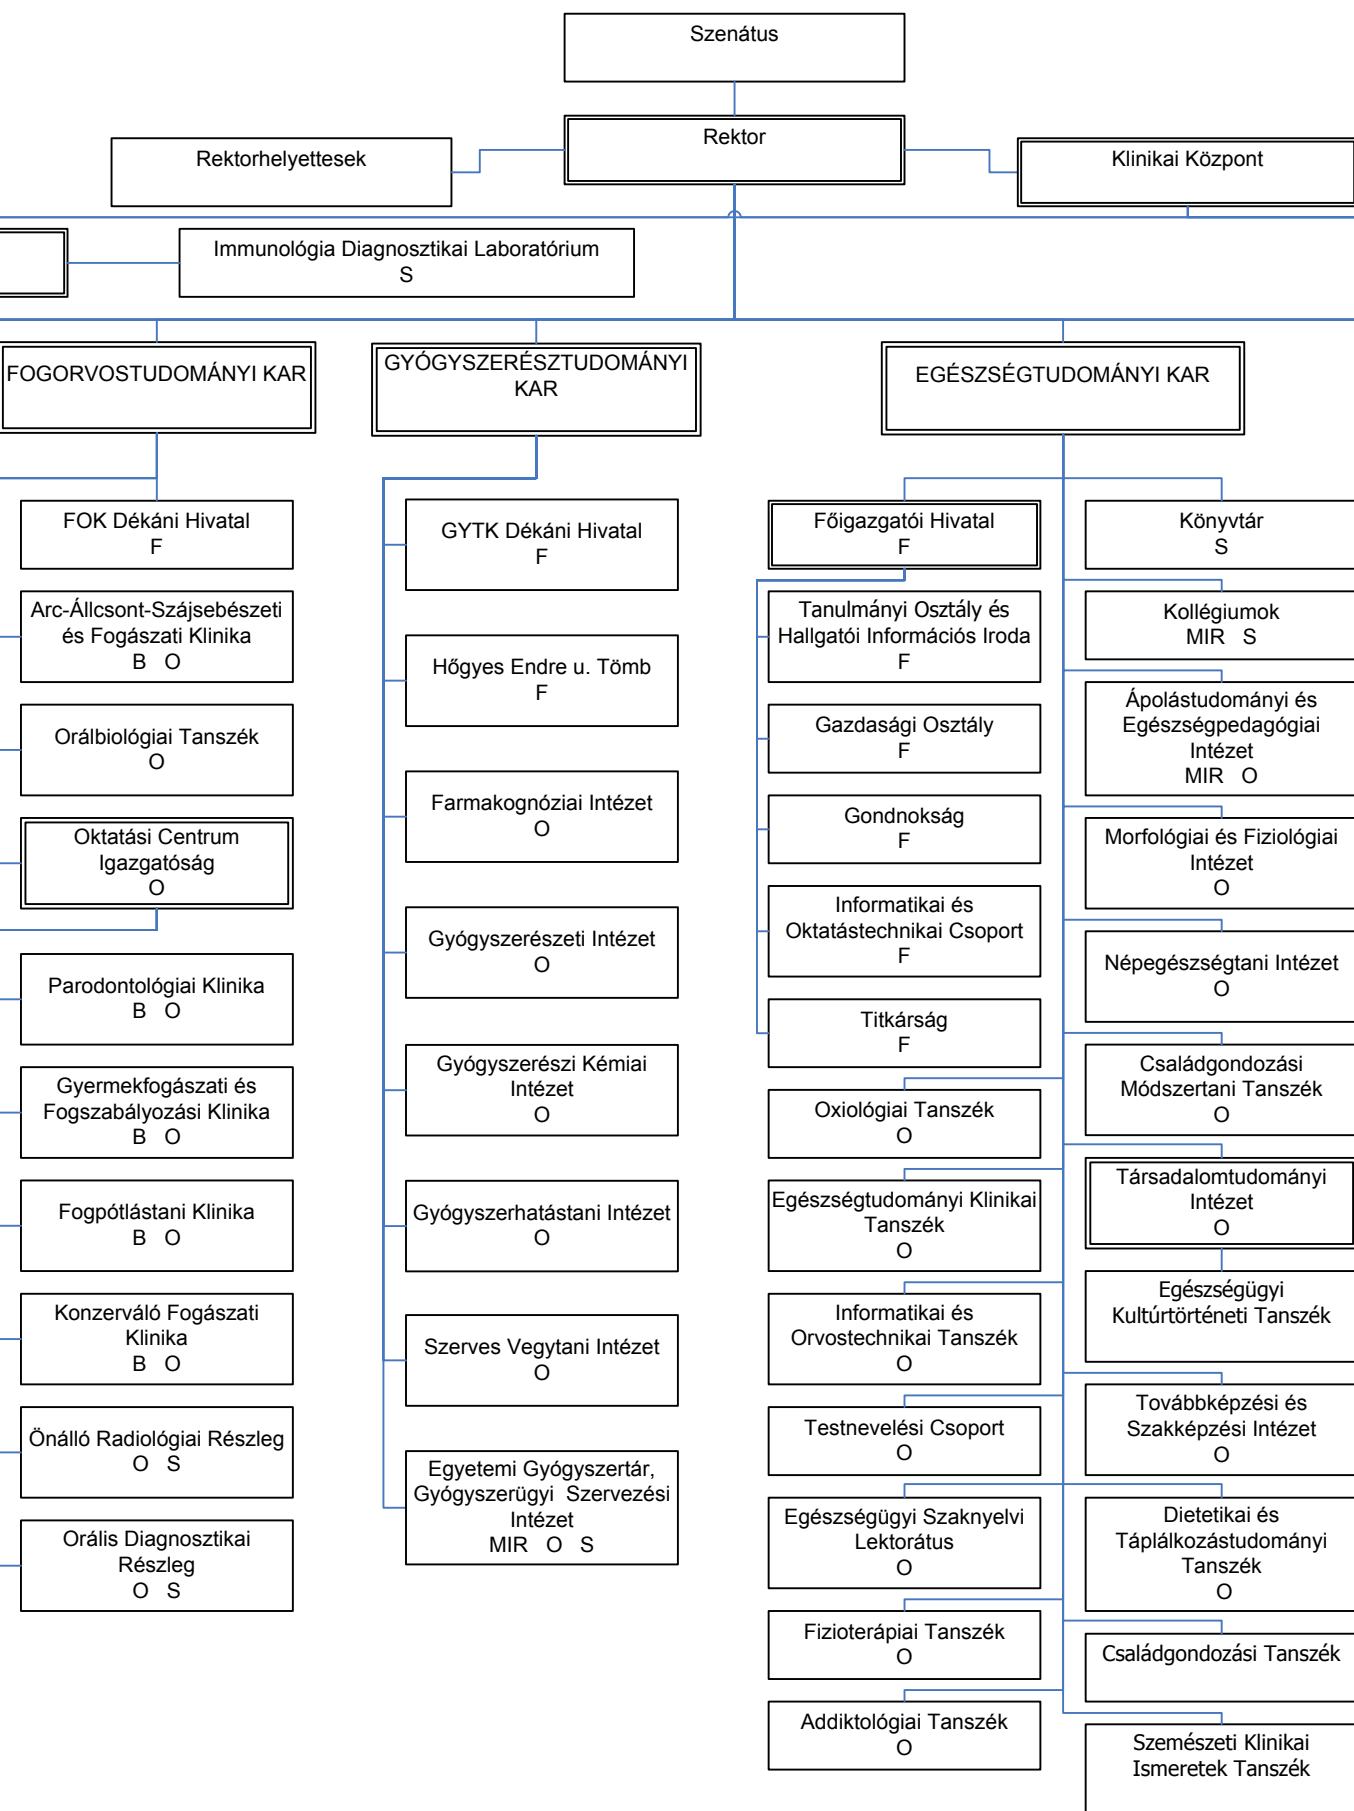 Szenátus
Rektor
Rektorhelyettesek
Klinikai Központ
Immunológia Diagnosztikai Laboratórium
S
FOGORVOSTUDOMÁNYI KAR
GYÓGYSZERÉSZTUDOMÁNYI
KAR
EGÉSZSÉGTUDOMÁNYI KAR
FOK Dékáni Hivatal
F
Arc-Állcsont-Szájsebészeti
és Fogászati Klinika
B O
Orálbiológiai Tanszék
O
Oktatási Centrum
Igazgatóság
O
Parodontológiai Klinika
B O
Gyermekfogászati és
Fogszabályozási Klinika
B O
Fogpótlástani Klinika
B O
Konzerváló Fogászati
Klinika
B O
Önálló Radiológiai Részleg
O S
Orális Diagnosztikai
Részleg
O S
GYTK Dékáni Hivatal
F
Hőgyes Endre u. Tömb
F
Farmakognóziai Intézet
O
Gyógyszerészeti Intézet
O
Gyógyszerészi Kémiai
Intézet
O
Gyógyszerhatástani Intézet
O
Szerves Vegytani Intézet
O
Egyetemi Gyógyszertár,
Gyógyszerügyi Szervezési
Intézet
MIR O S
Főigazgatói Hivatal
F
Tanulmányi Osztály és
Hallgatói Információs Iroda
F
Gazdasági Osztály
F
Gondnokság
F
Informatikai és
Oktatástechnikai Csoport
F
Titkárság
F
Oxiológiai Tanszék
O
Egészségtudományi Klinikai
Tanszék
O
Informatikai és
Orvostechnikai Tanszék
O
Testnevelési Csoport
O
Egészségügyi Szaknyelvi
Lektorátus
O
Fizioterápiai Tanszék
O
Addiktológiai Tanszék
O
Könyvtár
S
Kollégiumok
MIR S
Ápolástudományi és
Egészségpedagógiai
Intézet
MIR O
Morfológiai és Fiziológiai
Intézet
O
Népegészségtani Intézet
O
Családgondozási
Módszertani Tanszék
O
Társadalomtudományi
Intézet
O
Egészségügyi
Kultúrtörténeti Tanszék
Továbbképzési és
Szakképzési Intézet
O
Dietetikai és
Táplálkozástudományi
Tanszék
O
Családgondozási Tanszék
Szemészeti Klinikai
Ismeretek Tanszék